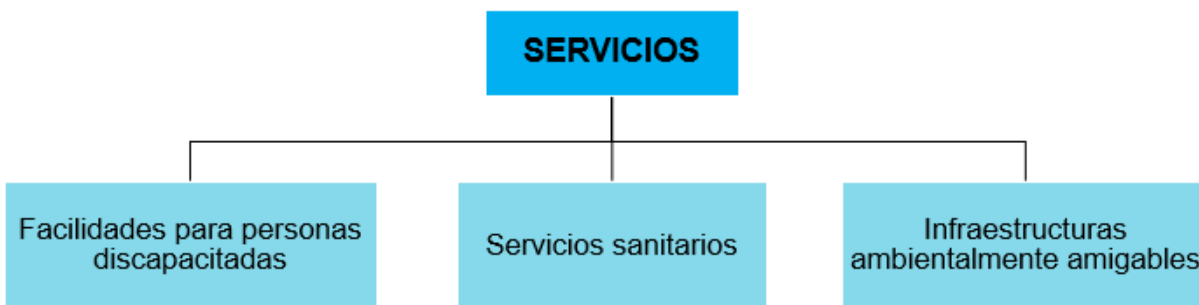 SERVICIOS
Facilidades para personas
discapacitadas
Servicios sanitarios
Infraestructuras
ambientalmente amigables